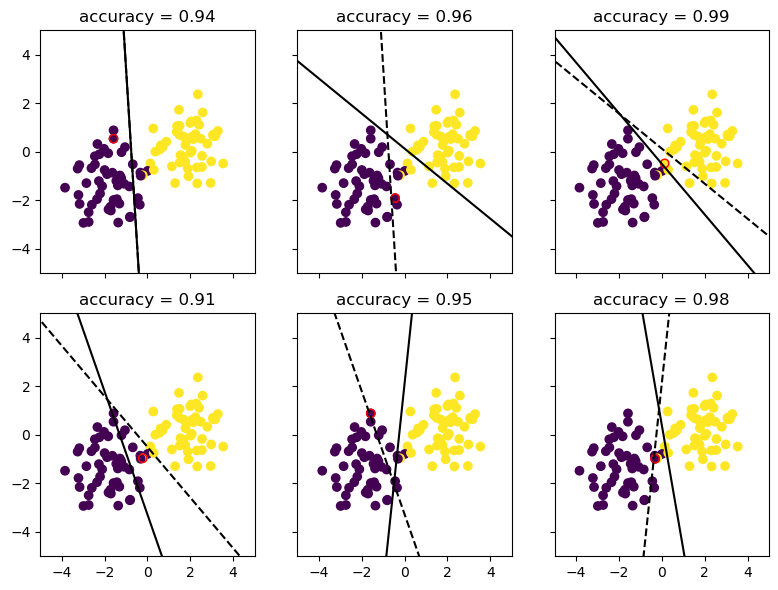 accuracy = 0.94
accuracy = 0.96
accuracy = 0.99
4
2
0
−2
−4
accuracy = 0.91
accuracy = 0.95
accuracy = 0.98
4
2
0
−2
−4
−4 −2 0 2 4
−4 −2 0 2 4
−4 −2 0 2 4